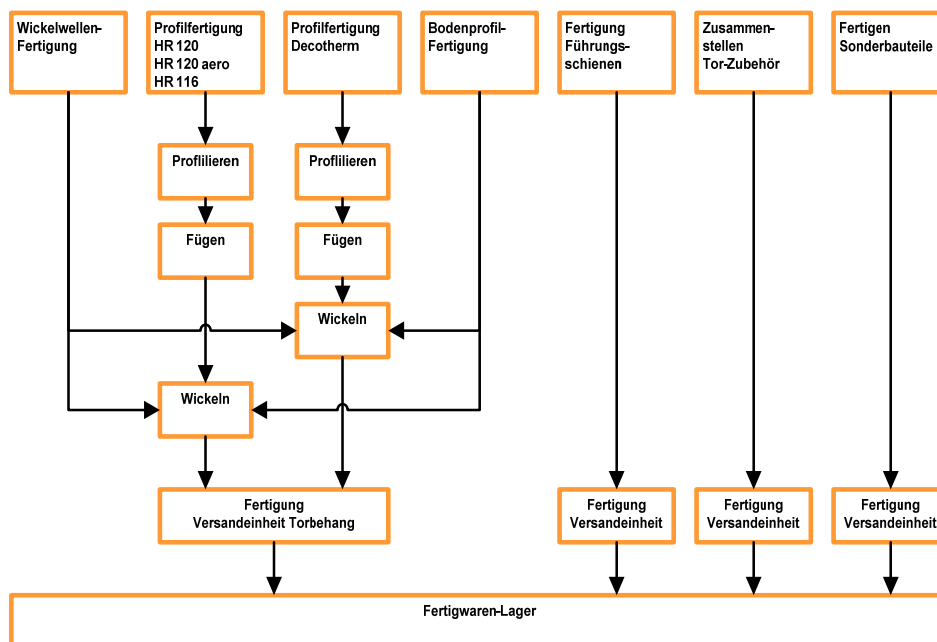 Wickelwellen-
Fertigung
Profilfertigung
HR 120
HR 120 aero
HR 116
Profilfertigung
Decotherm
Bodenprofil-
Fertigung
Fertigung
Führungs-
schienen
Zusammen-
stellen
Tor-Zubehör
Fertigen
Sonderbauteile
Proflilieren
Proflilieren
Fügen
Fügen
Wickeln
Wickeln
Fertigung
Versandeinheit Torbehang
Fertigung
Versandeinheit
Fertigung
Versandeinheit
Fertigung
Versandeinheit
Fertigwaren-Lager